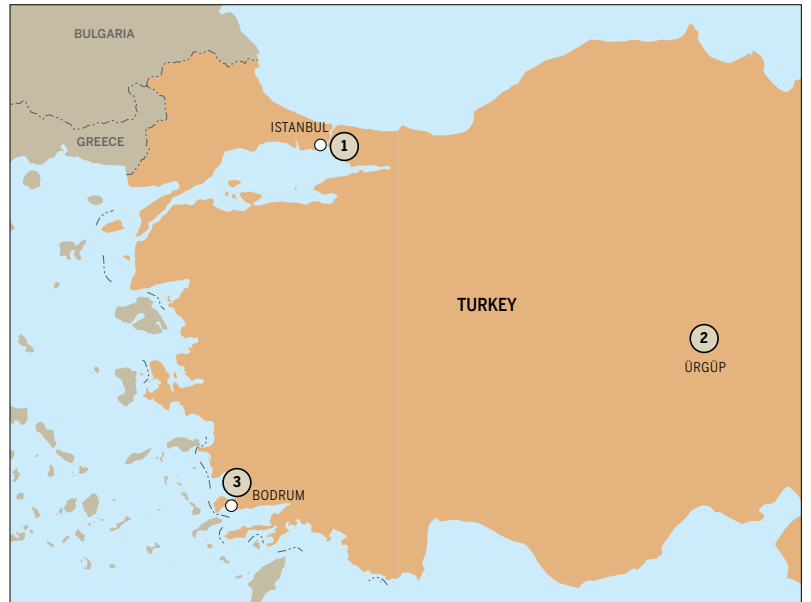 BULGARIA
GREECE
ISTANBUL
1
TURKEY
2
ÜRGÜP
3
BODRUM